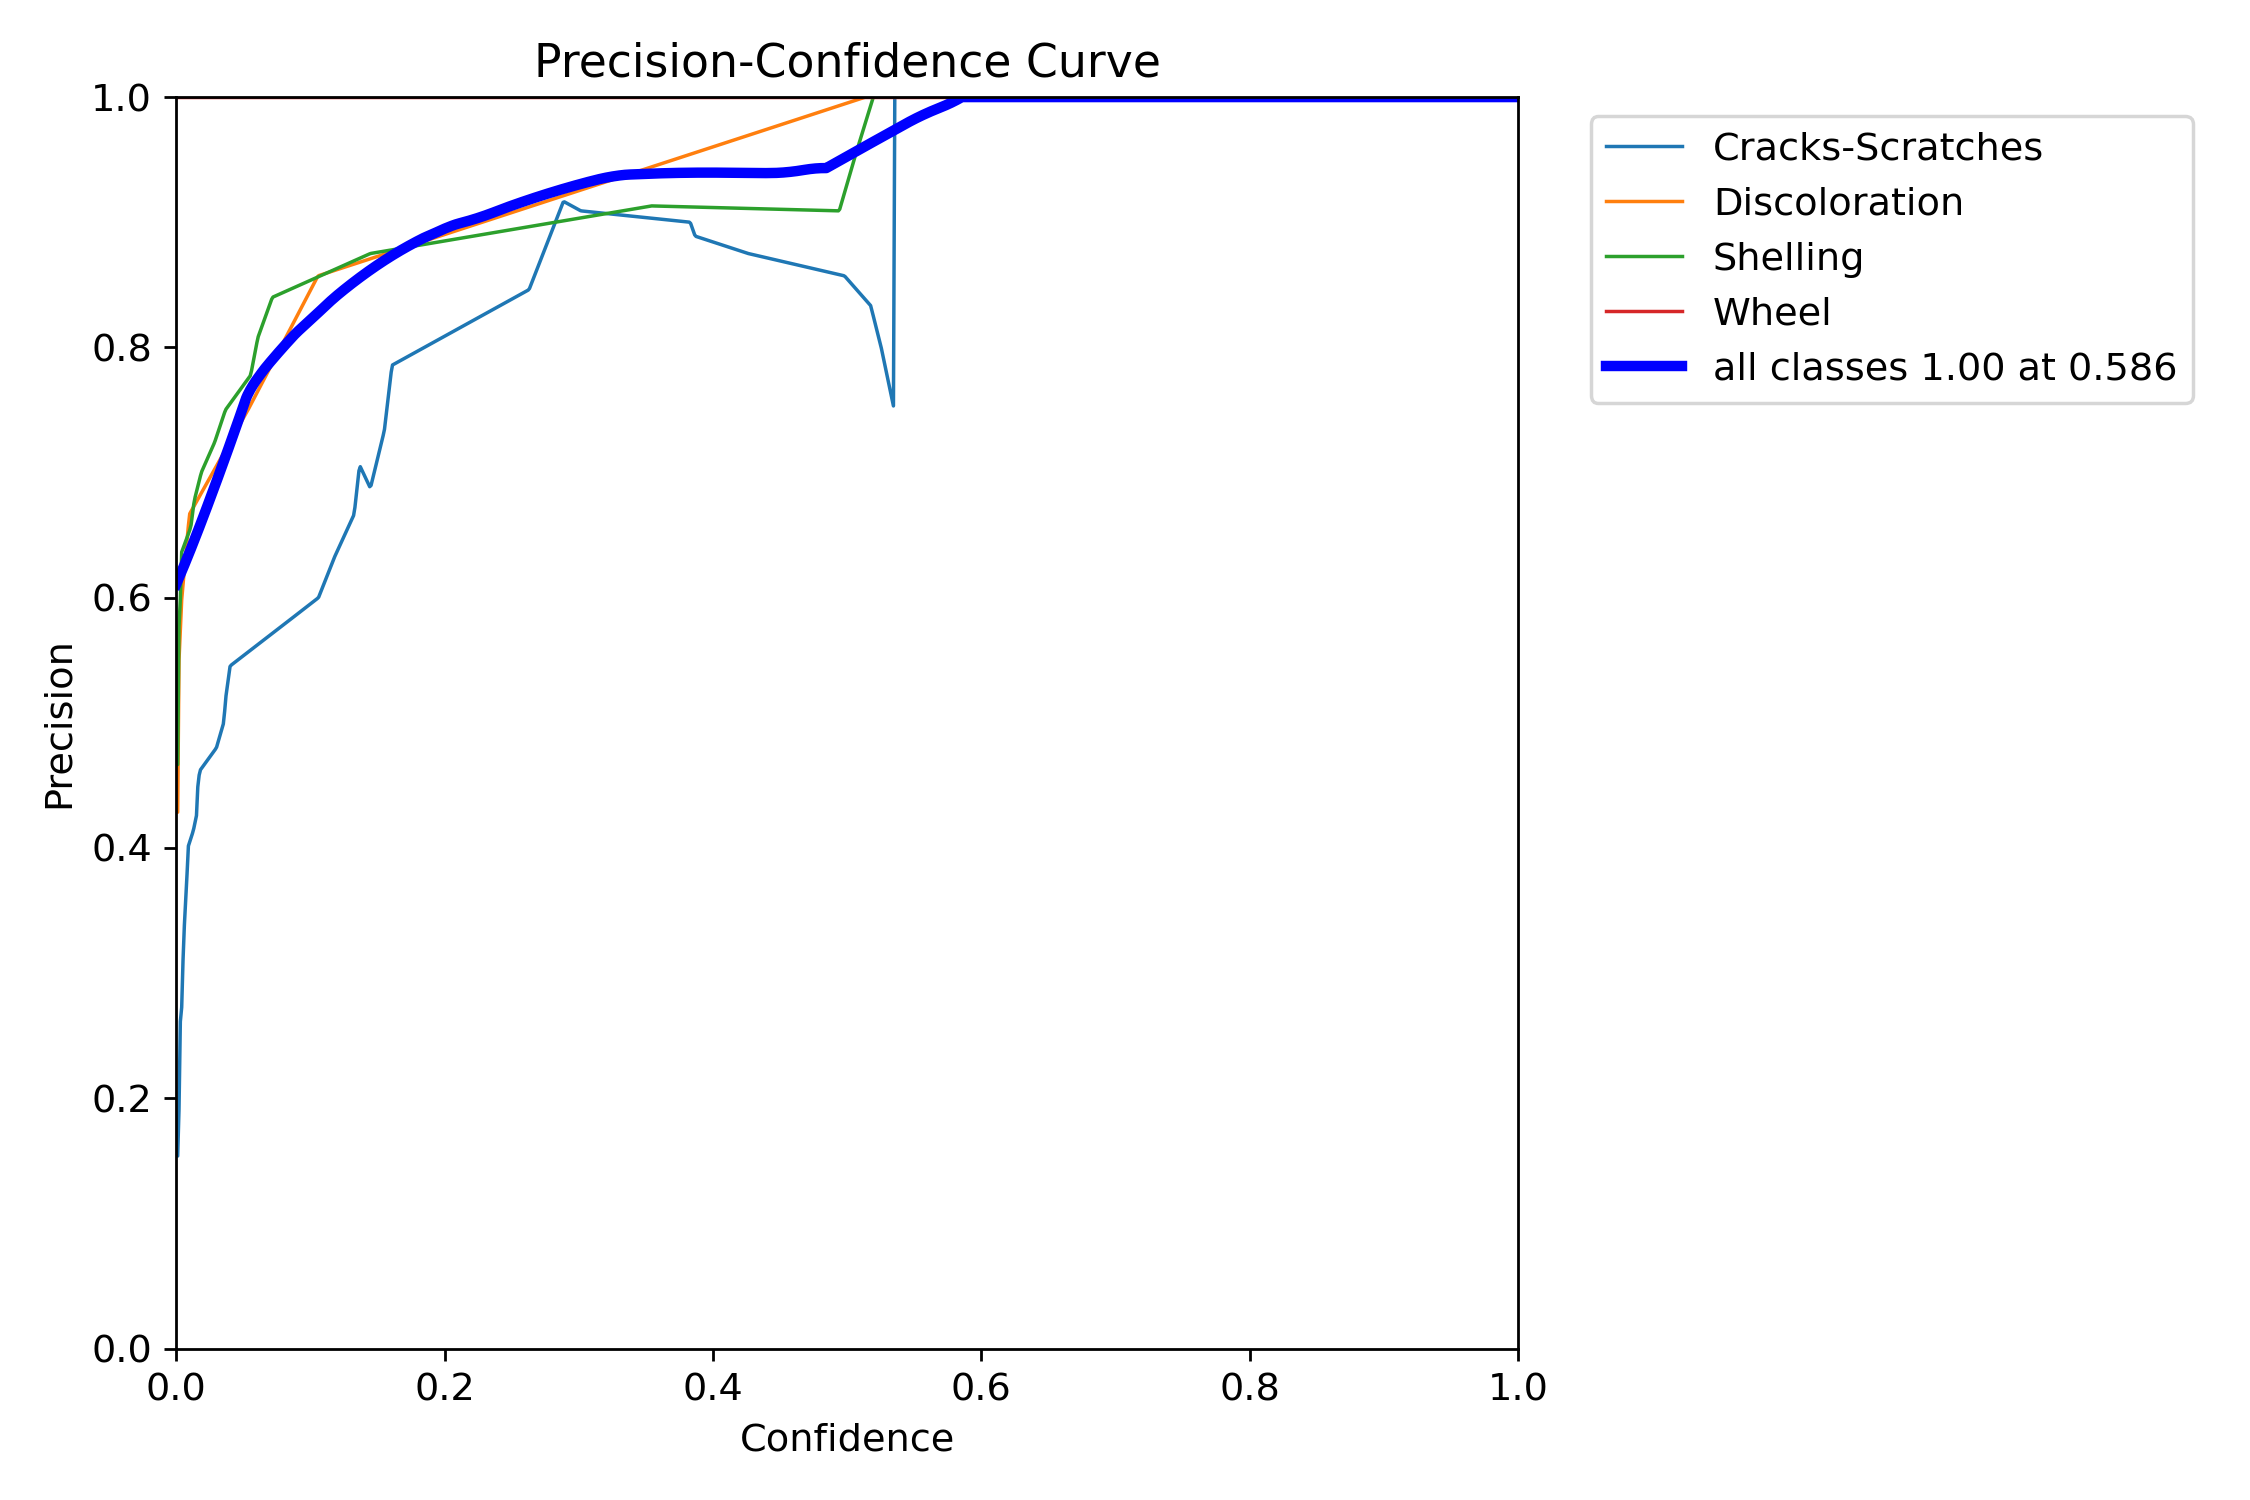 Precision-Confidence Curve
1.0
0.8
0.6
0.4
0.2
0.0
Precision
0.0 0.2 0.4 0.6 0.8 1.0
Confidence
Cracks-Scratches
Discoloration
Shelling
Wheel
all classes 1.00 at 0.586